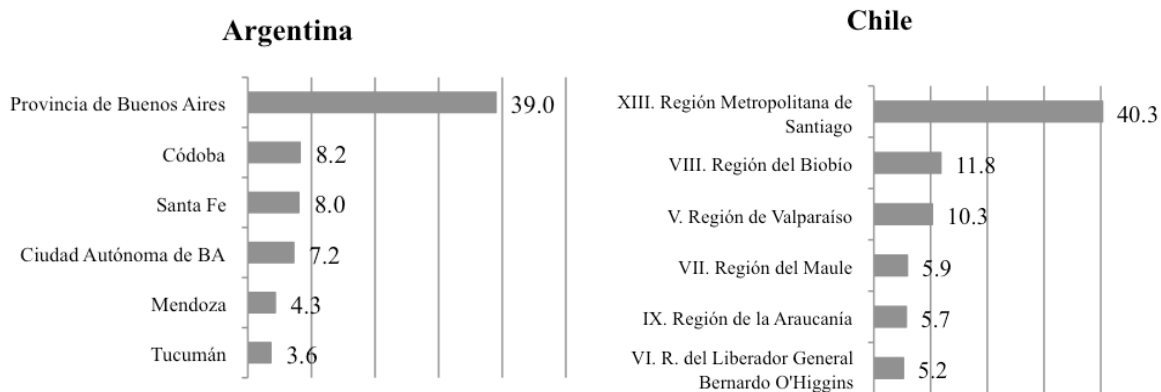 Argentina
Provincia de Buenos Aires 39.0
Códoba 8.2
Santa Fe 8.0
Ciudad Autónoma de BA 7.2
Mendoza 4.3
Tucumán 3.6
Chile
XIII. Región Metropolitana de
Santiago 40.3
VIII. Región del Biobío 11.8
V. Región de Valparaíso 10.3
VII. Región del Maule 5.9
IX. Región de la Araucanía 5.7
VI. R. del Liberador General
Bernardo O'Higgins 5.2